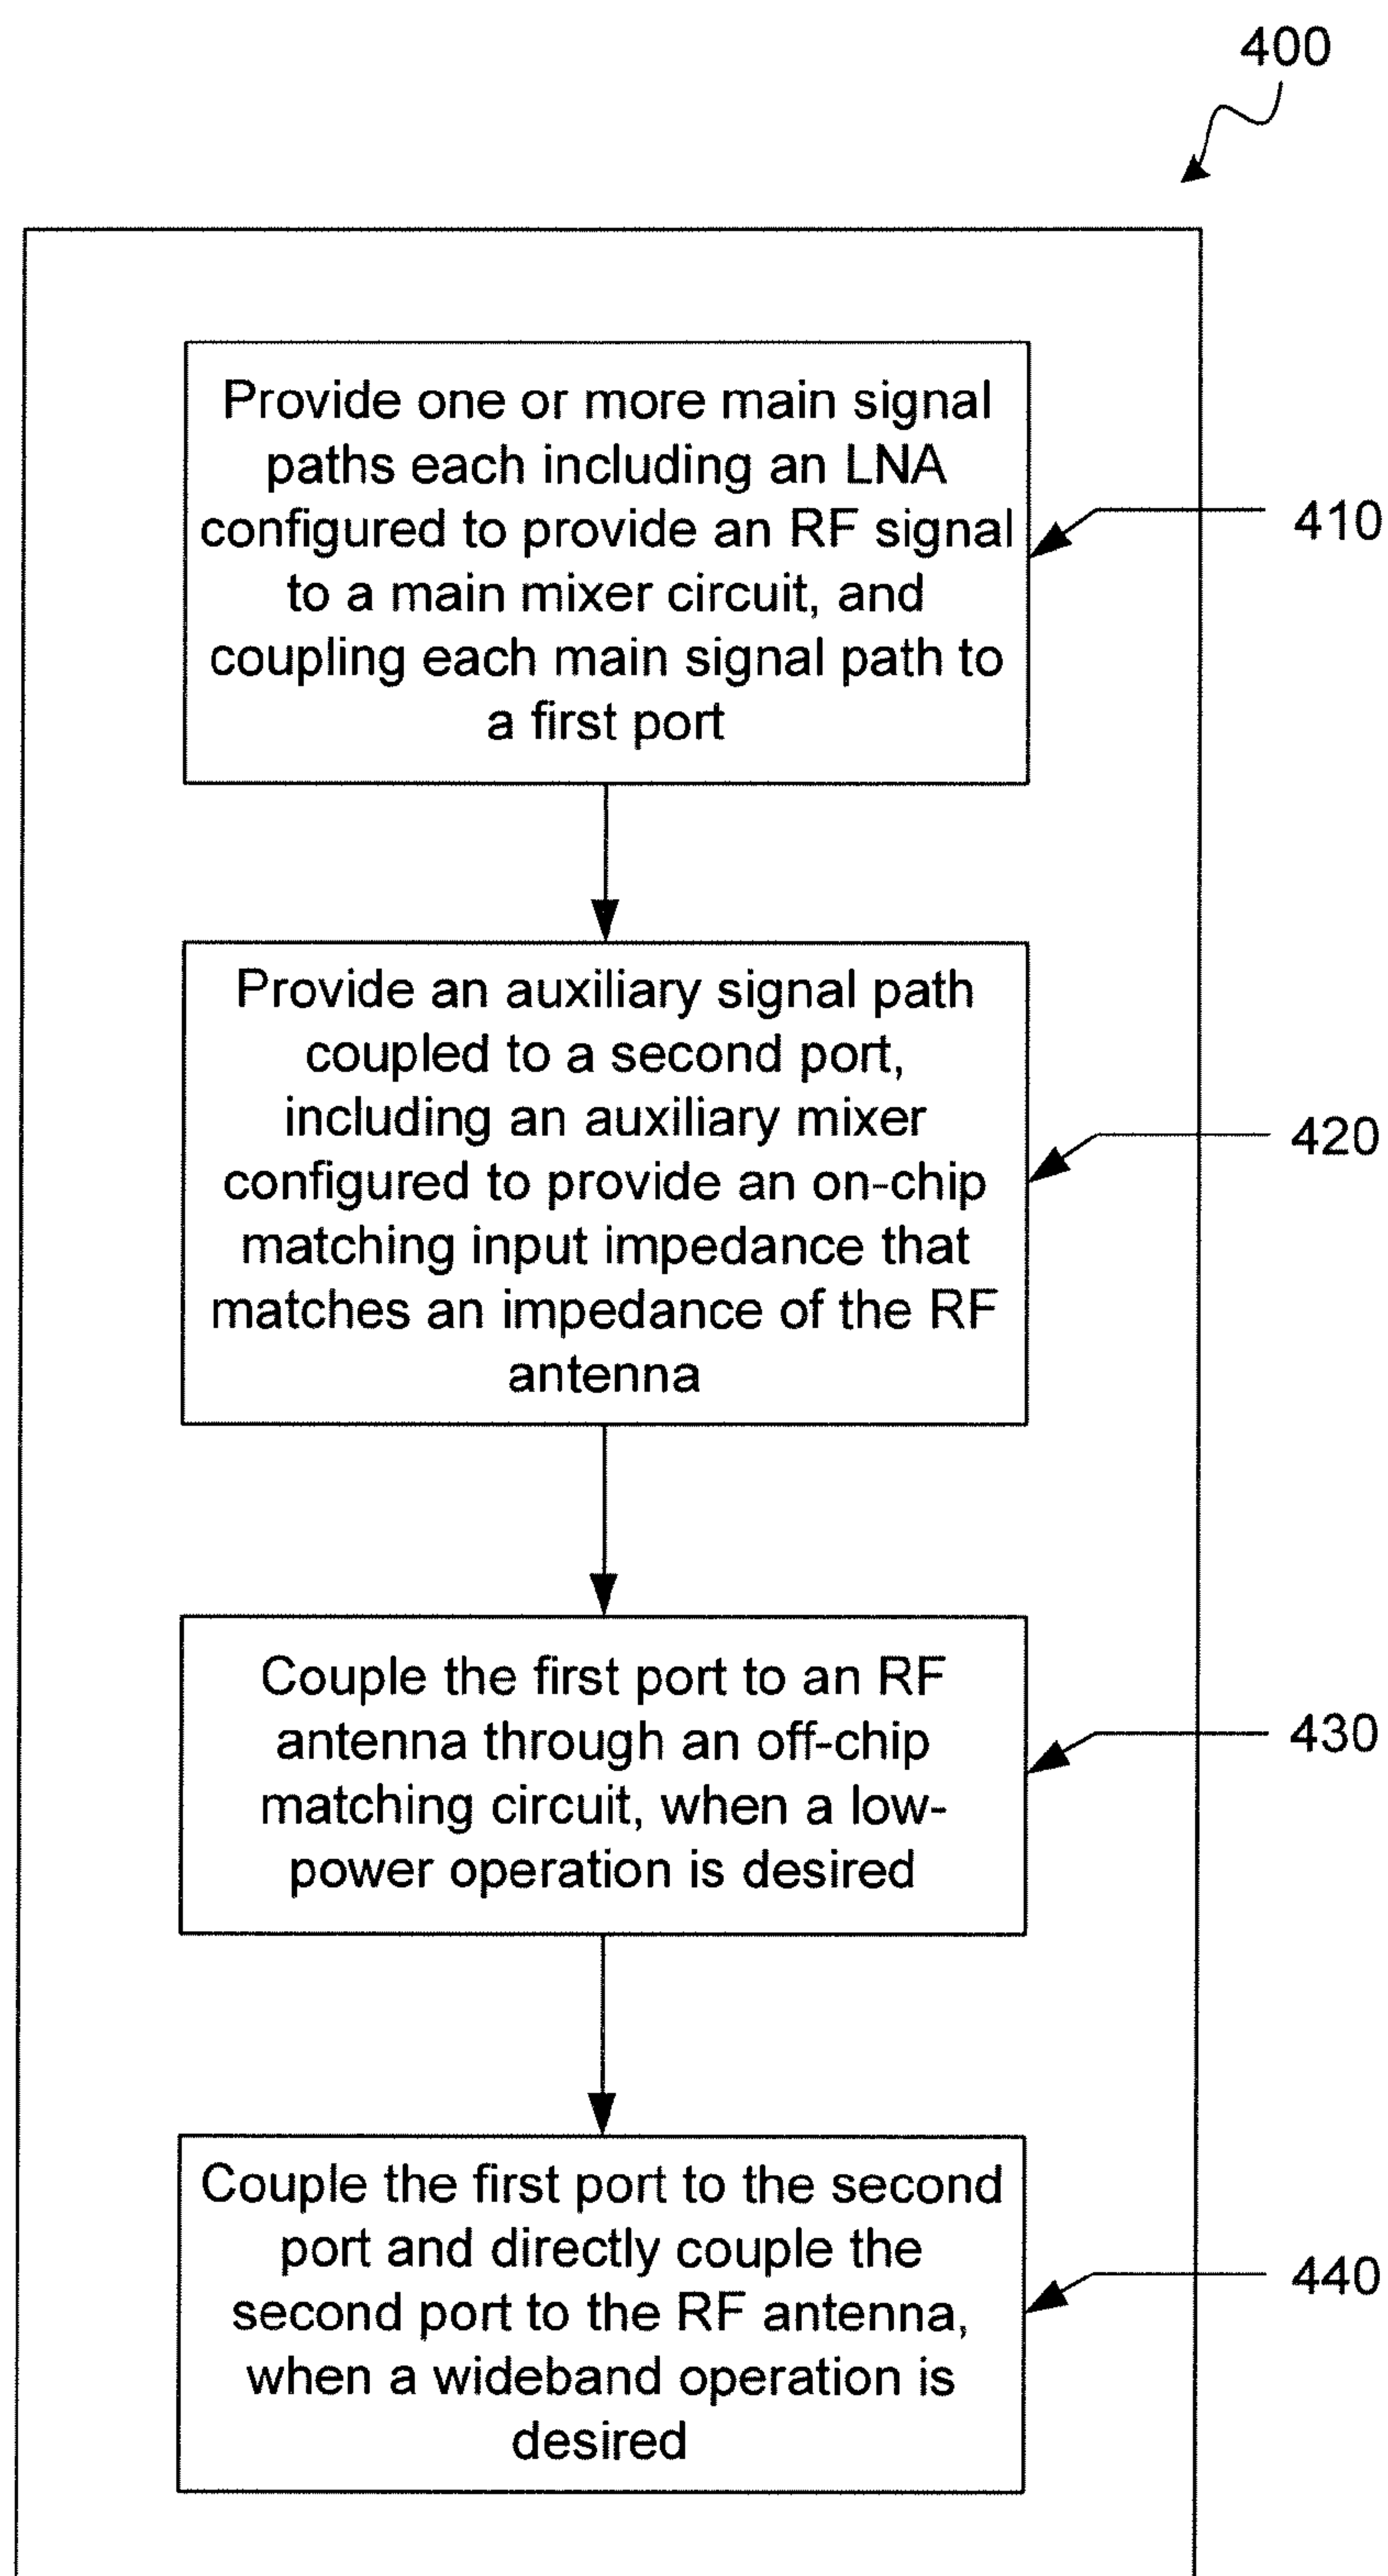 400
Provide one or more main signal
paths each including an LNA
configured to provide an RF signal
to a main mixer circuit, and
coupling each main signal path to
a first port
410
Provide an auxiliary signal path
coupled to a second port,
including an auxiliary mixer
configured to provide an on-chip
matching input impedance that
matches an impedance of the RF
antenna
420
Couple the first port to an RF
antenna through an off-chip
matching circuit, when a low-
power operation is desired
430
Couple the first port to the second
port and directly couple the
second port to the RF antenna,
when a wideband operation is
desired
440